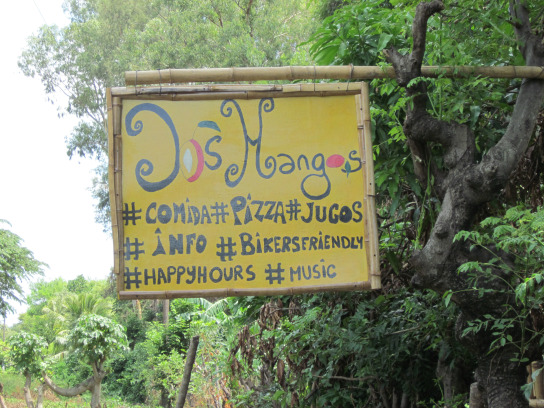 Dos Mangos
#COMIDA#PIZZA#JUGOS
#INFO #BIKERSFRIENDLY
#HAPPYHOURS #MUSIC